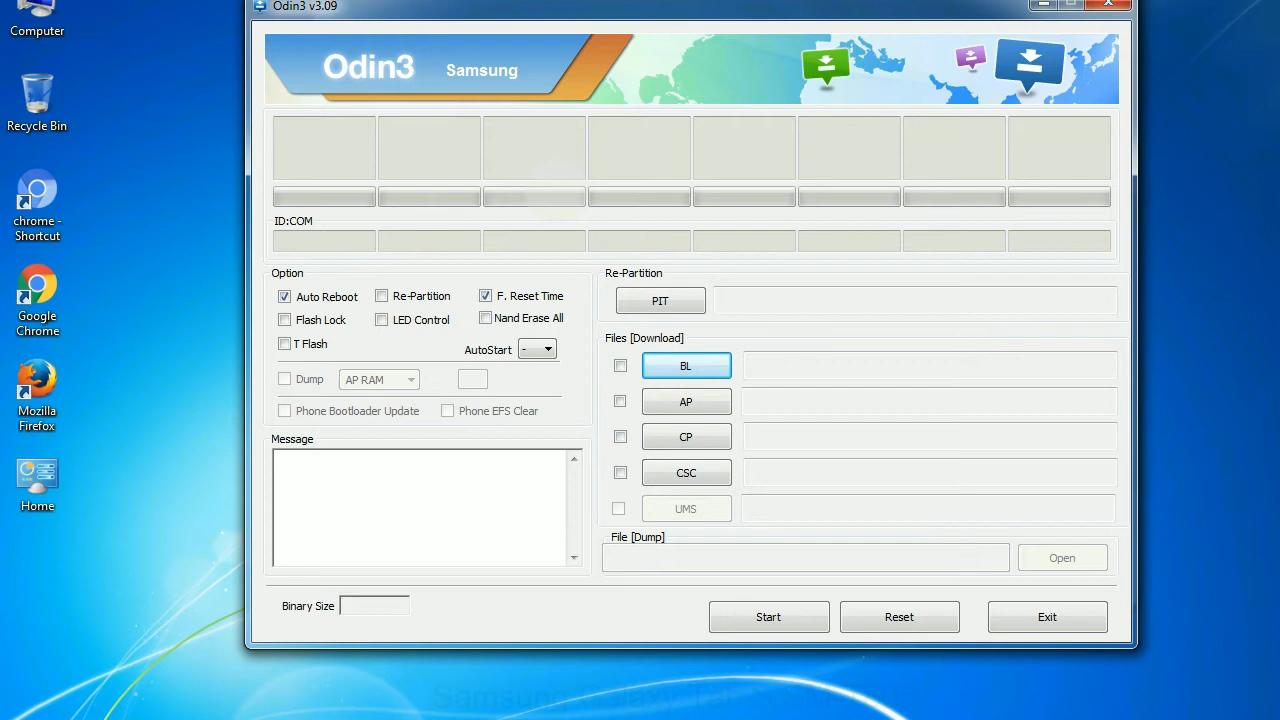 Odin3 v3.09
Computer
Recycle Bin
chrome -
Shortcut
Google
Chrome
Mozilla
Firefox
Home
Odin3
Samsung
ID:COM
Option
Auto Reboot
Re-Partition
F. Reset Time
Flash Lock
LED Control
Nand Erase All
T Flash
AutoStart
-
Dump
AP RAM
Phone Bootloader Update
Phone EFS Clear
Message
Binary Size
Re-Partition
PIT
Files [Download]
BL
AP
CP
CSC
UMS
File [Dump]
Open
Start
Reset
Exit
Samsung Galaxy Tab